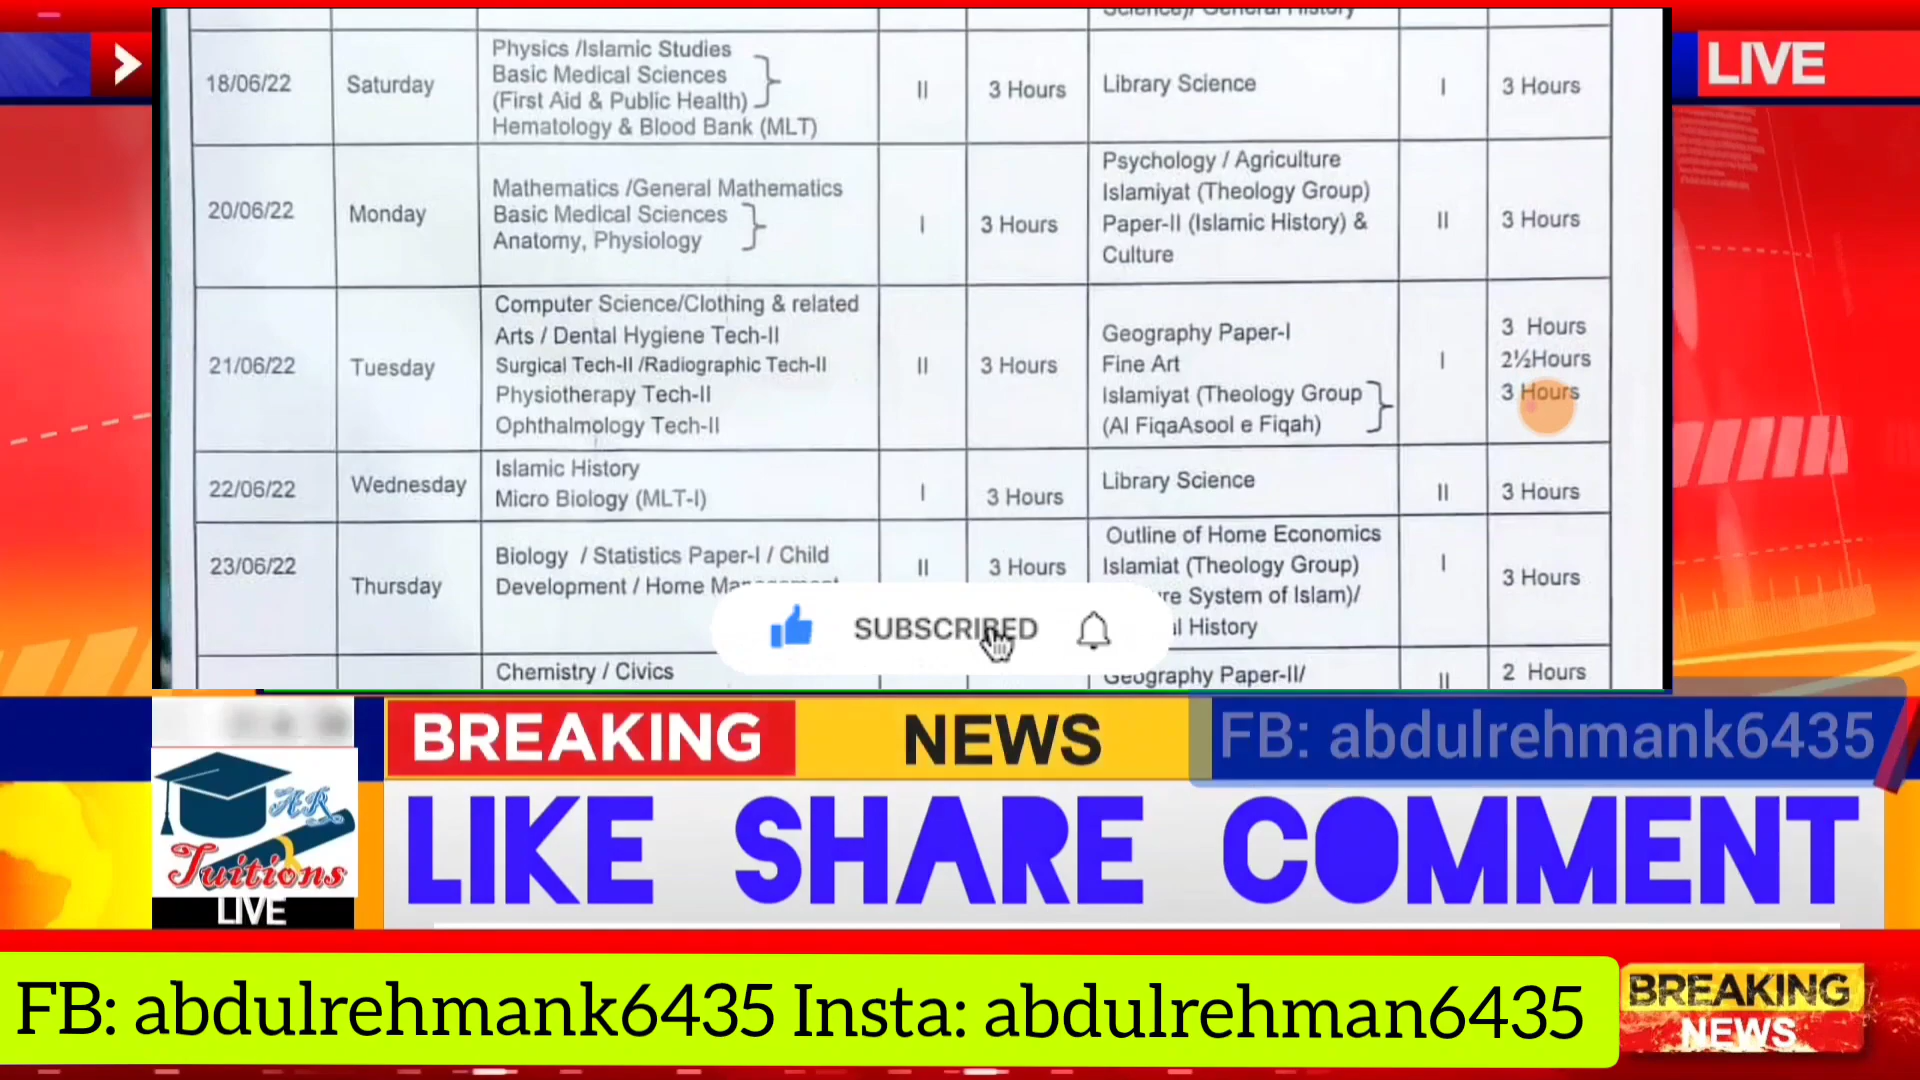 LIVE
18/06/22 Saturday Physics /Islamic Studies
Basic Medical Sciences
(First Aid & Public Health)
Hematology & Blood Bank (MLT) II 3 Hours Library Science I 3 Hours
20/06/22 Monday Mathematics /General Mathematics
Basic Medical Sciences
Anatomy, Physiology I 3 Hours Psychology / Agriculture
Islamiyat (Theology Group)
Paper-II (Islamic History) &
Culture II 3 Hours
21/06/22 Tuesday Computer Science/Clothing & related
Arts / Dental Hygiene Tech-II
Surgical Tech-II /Radiographic Tech-II
Physiotherapy Tech-II
Ophthalmology Tech-II II 3 Hours Geography Paper-I
Fine Art
Islamiyat (Theology Group
(Al FiqaAsool e Fiqah) I 3 Hours
2½Hours
3 Hours
22/06/22 Wednesday Islamic History
Micro Biology (MLT-I) I 3 Hours Library Science II 3 Hours
23/06/22 Thursday Biology / Statistics Paper-I / Child
Development / Home II 3 Hours Outline of Home Economics
Islamiat (Theology Group)
System of Islam)/
History I 3 Hours
Chemistry / Civics Geography Paper-II/ II 2 Hours
SUBSCRIBED
BREAKING NEWS FB: abdulrehmank6435
AR
Tuitions
LIVE
LIKE SHARE COMMENT
FB: abdulrehmank6435 Insta: abdulrehman6435
BREAKING
NEWS